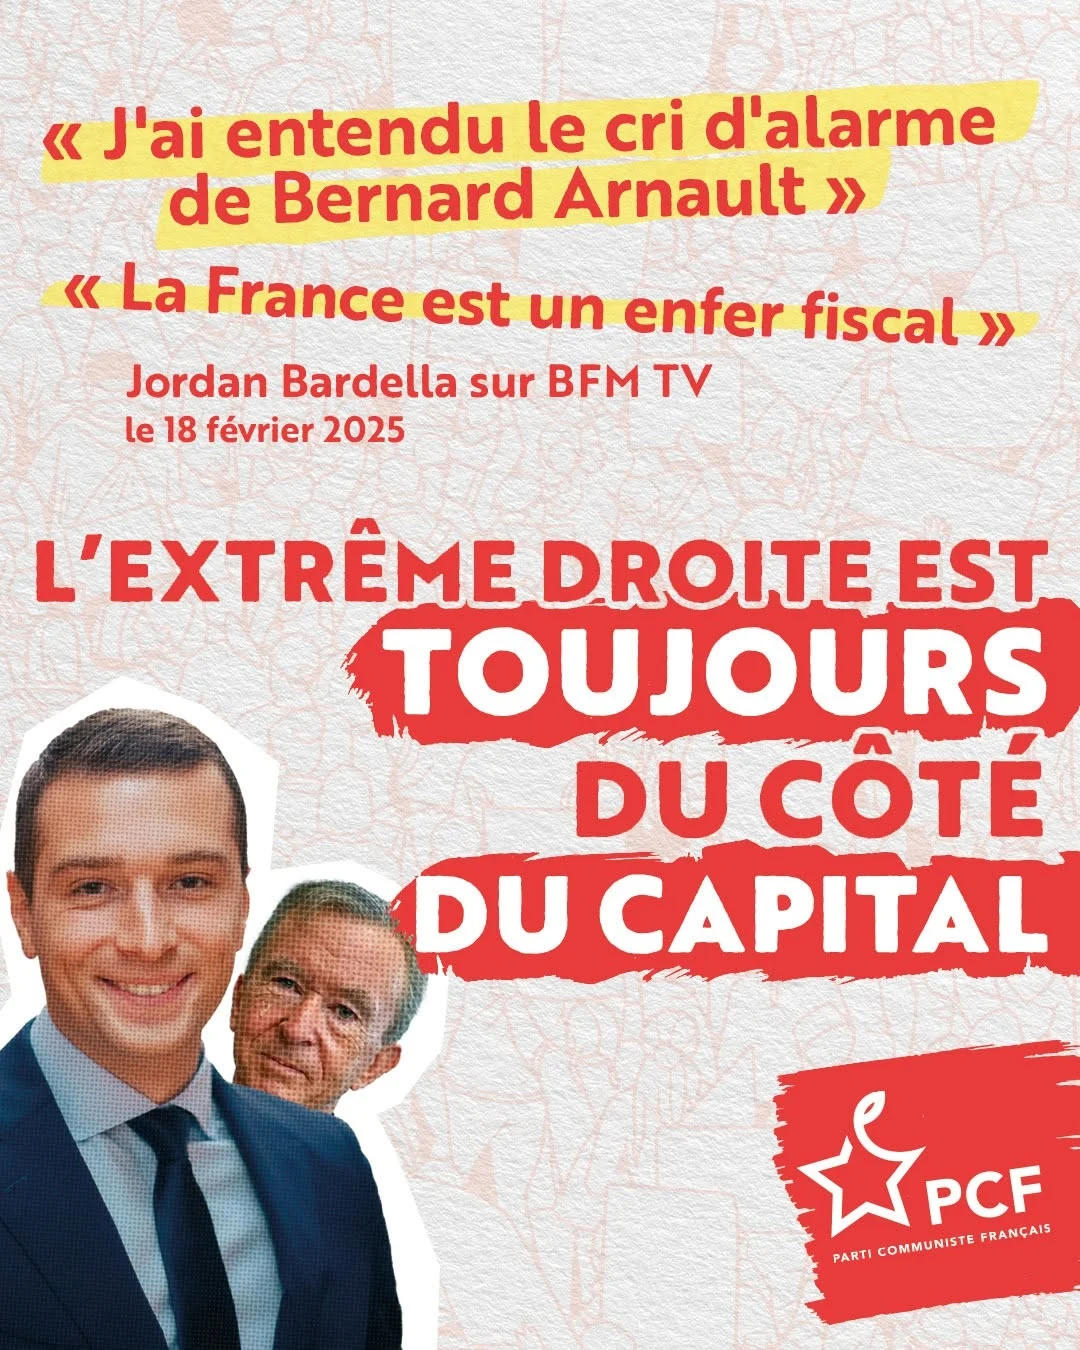 « J'ai entendu le cri d'alarme
de Bernard Arnault »
« La France est un enfer fiscal »
Jordan Bardella sur BFM TV
le 18 février 2025
L'EXTRÊME DROITE EST
TOUJOURS
DU CÔTÉ
DU CAPITAL
PCF
PARTI COMMUNISTE FRANÇAIS